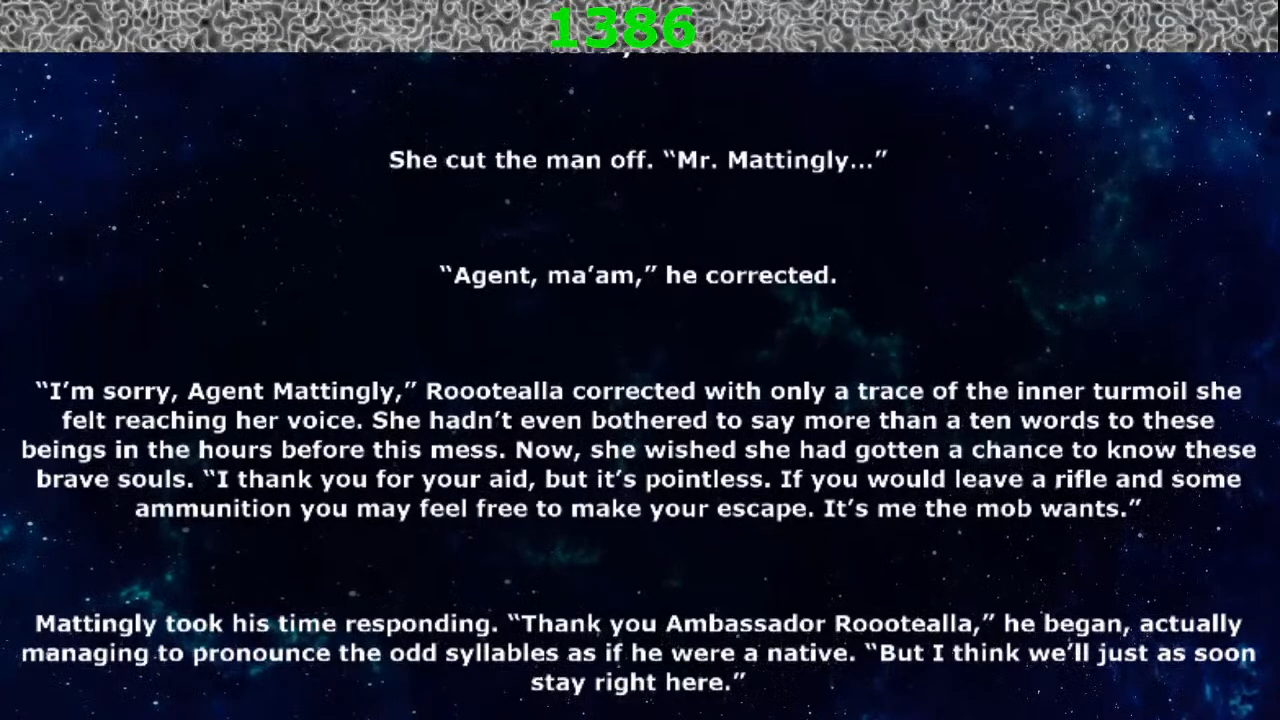 1386
She cut the man off. “Mr. Mattingly...”
“Agent, ma’am,” he corrected.
“I’m sorry, Agent Mattingly,” Roootealla corrected with only a trace of the inner turmoil she
felt reaching her voice. She hadn’t even bothered to say more than a ten words to these
beings in the hours before this mess. Now, she wished she had gotten a chance to know these
brave souls. “I thank you for your aid, but it’s pointless. If you would leave a rifle and some
ammunition you may feel free to make your escape. It’s me the mob wants.”
Mattingly took his time responding. “Thank you Ambassador Roootealla,” he began, actually
managing to pronounce the odd syllables as if he were a native. “But I think we’ll just as soon
stay right here.”